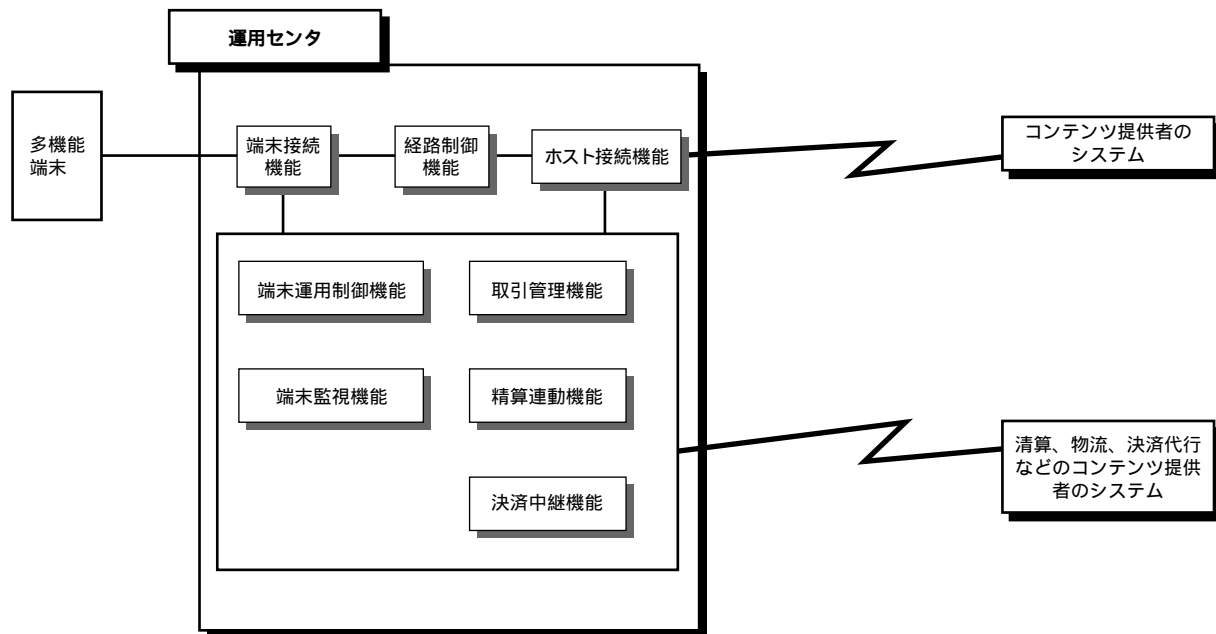 運用センタ
多機能
端末
端末接続
機能
経路制御
機能
ホスト接続機能
コンテンツ提供者の
システム
端末運用制御機能
取引管理機能
端末監視機能
精算連動機能
決済中継機能
清算、物流、決済代行
などのコンテンツ提供
者のシステム